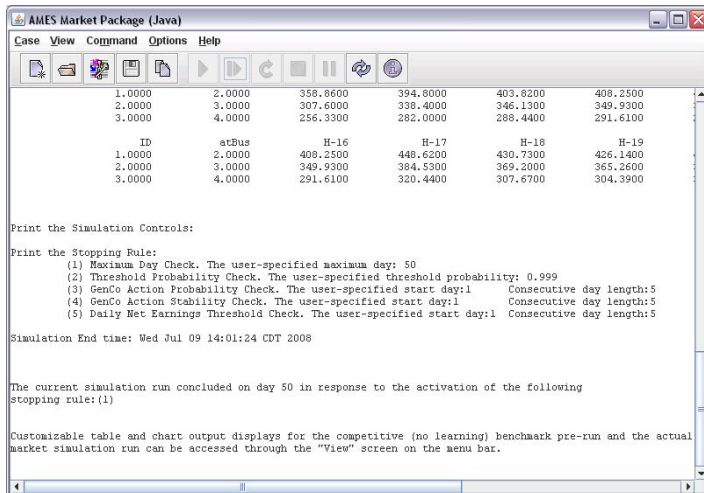 AMES Market Package (Java)
Case View Command Options Help
1.0000 2.0000 358.8600 394.8000 403.8200 408.2500
2.0000 3.0000 307.6000 338.4000 346.1300 349.9300
3.0000 4.0000 256.3300 282.0000 288.4400 291.6100
ID atBus H-16 H-17 H-18 H-19
1.0000 2.0000 408.2500 448.6200 430.7300 426.1400
2.0000 3.0000 349.9300 384.5300 369.2000 365.2600
3.0000 4.0000 291.6100 320.4400 307.6700 304.3900
Print the Simulation Controls:
Print the Stopping Rule:
(1) Maximum Day Check. The user-specified maximum day: 50
(2) Threshold Probability Check. The user-specified threshold probability: 0.999
(3) GenCo Action Probability Check. The user-specified start day:1 Consecutive day length:5
(4) GenCo Action Stability Check. The user-specified start day:1 Consecutive day length:5
(5) Daily Net Earnings Threshold Check. The user-specified start day:1 Consecutive day length:5
Simulation End time: Wed Jul 09 14:01:24 CDT 2008
The current simulation run concluded on day 50 in response to the activation of the following
stopping rule:(1)
Customizable table and chart output displays for the competitive (no learning) benchmark pre-run and the actual
market simulation run can be accessed through the "View" screen on the menu bar.